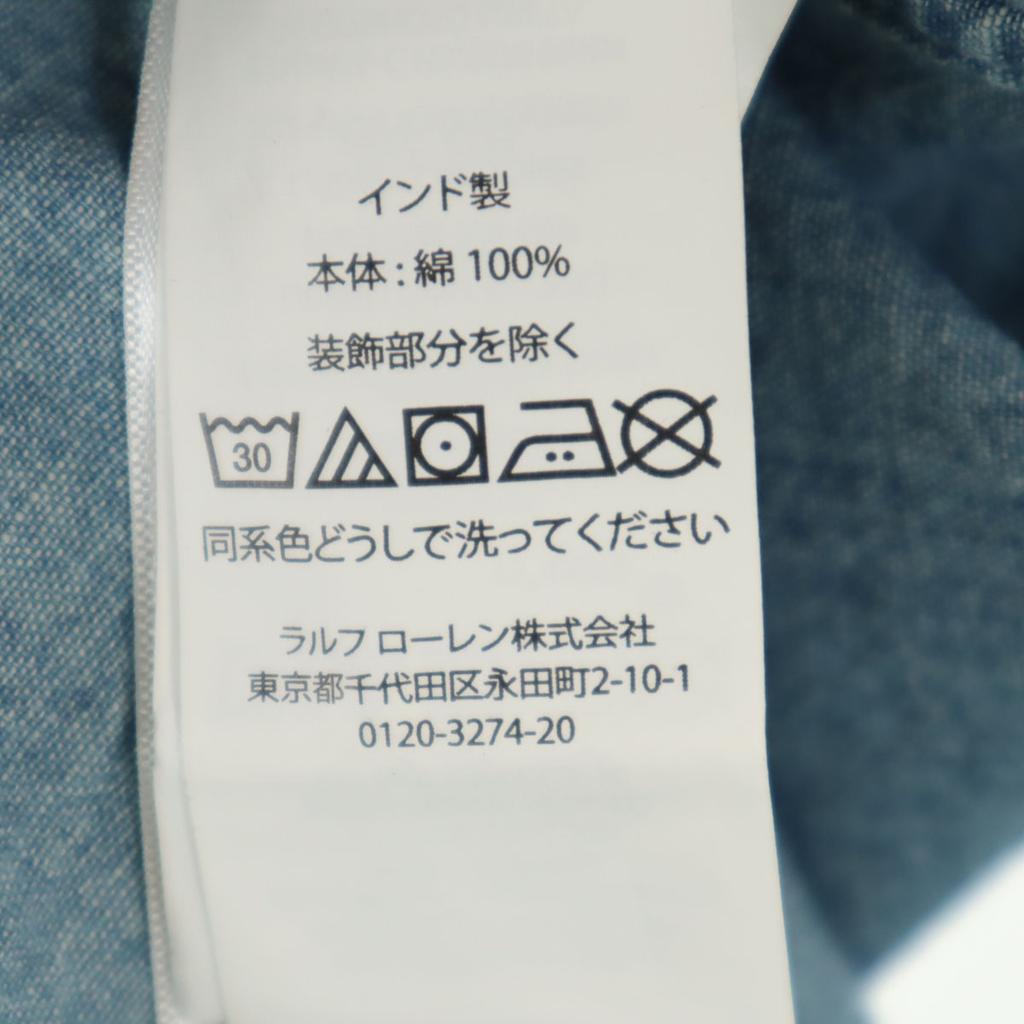 インド製
本体 : 綿 100%
装飾部分を除く
30
同系色どうしで洗ってください
ラルフ ローレン株式会社
東京都千代田区永田町2-10-1
0120-3274-20